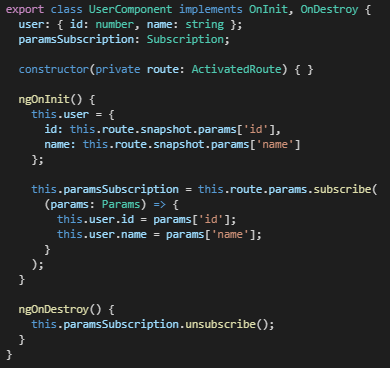 export class UserComponent implements OnInit, OnDestroy {
  user: { id: number, name: string };
  paramsSubscription: Subscription;

  constructor(private route: ActivatedRoute) { }

  ngOnInit() {
    this.user = {
      id: this.route.snapshot.params['id'],
      name: this.route.snapshot.params['name']
    };

    this.paramsSubscription = this.route.params.subscribe(
      (params: Params) => {
        this.user.id = params['id'];
        this.user.name = params['name'];
      }
    );
  }

  ngOnDestroy() {
    this.paramsSubscription.unsubscribe();
  }
}